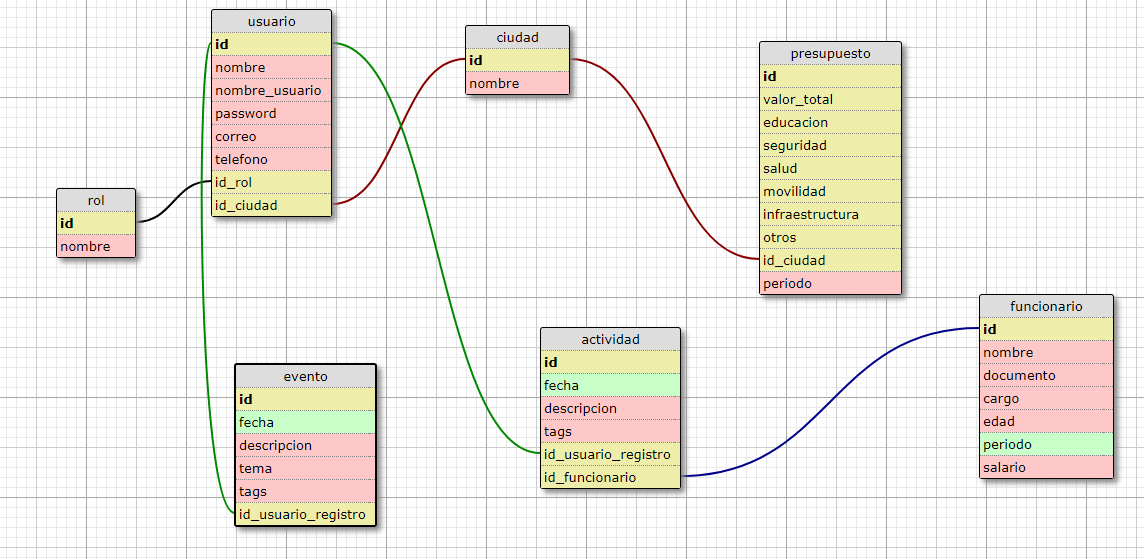 usuario
id
nombre
nombre_usuario
password
correo
telefono
id_rol
id_ciudad
ciudad
id
nombre
presupuesto
id
valor_total
educacion
seguridad
salud
movilidad
infraestructura
otros
id_ciudad
periodo
rol
id
nombre
evento
id
fecha
descripcion
tema
tags
id_usuario_registro
actividad
id
fecha
descripcion
tags
id_usuario_registro
id_funcionario
funcionario
id
nombre
documento
cargo
edad
periodo
salario